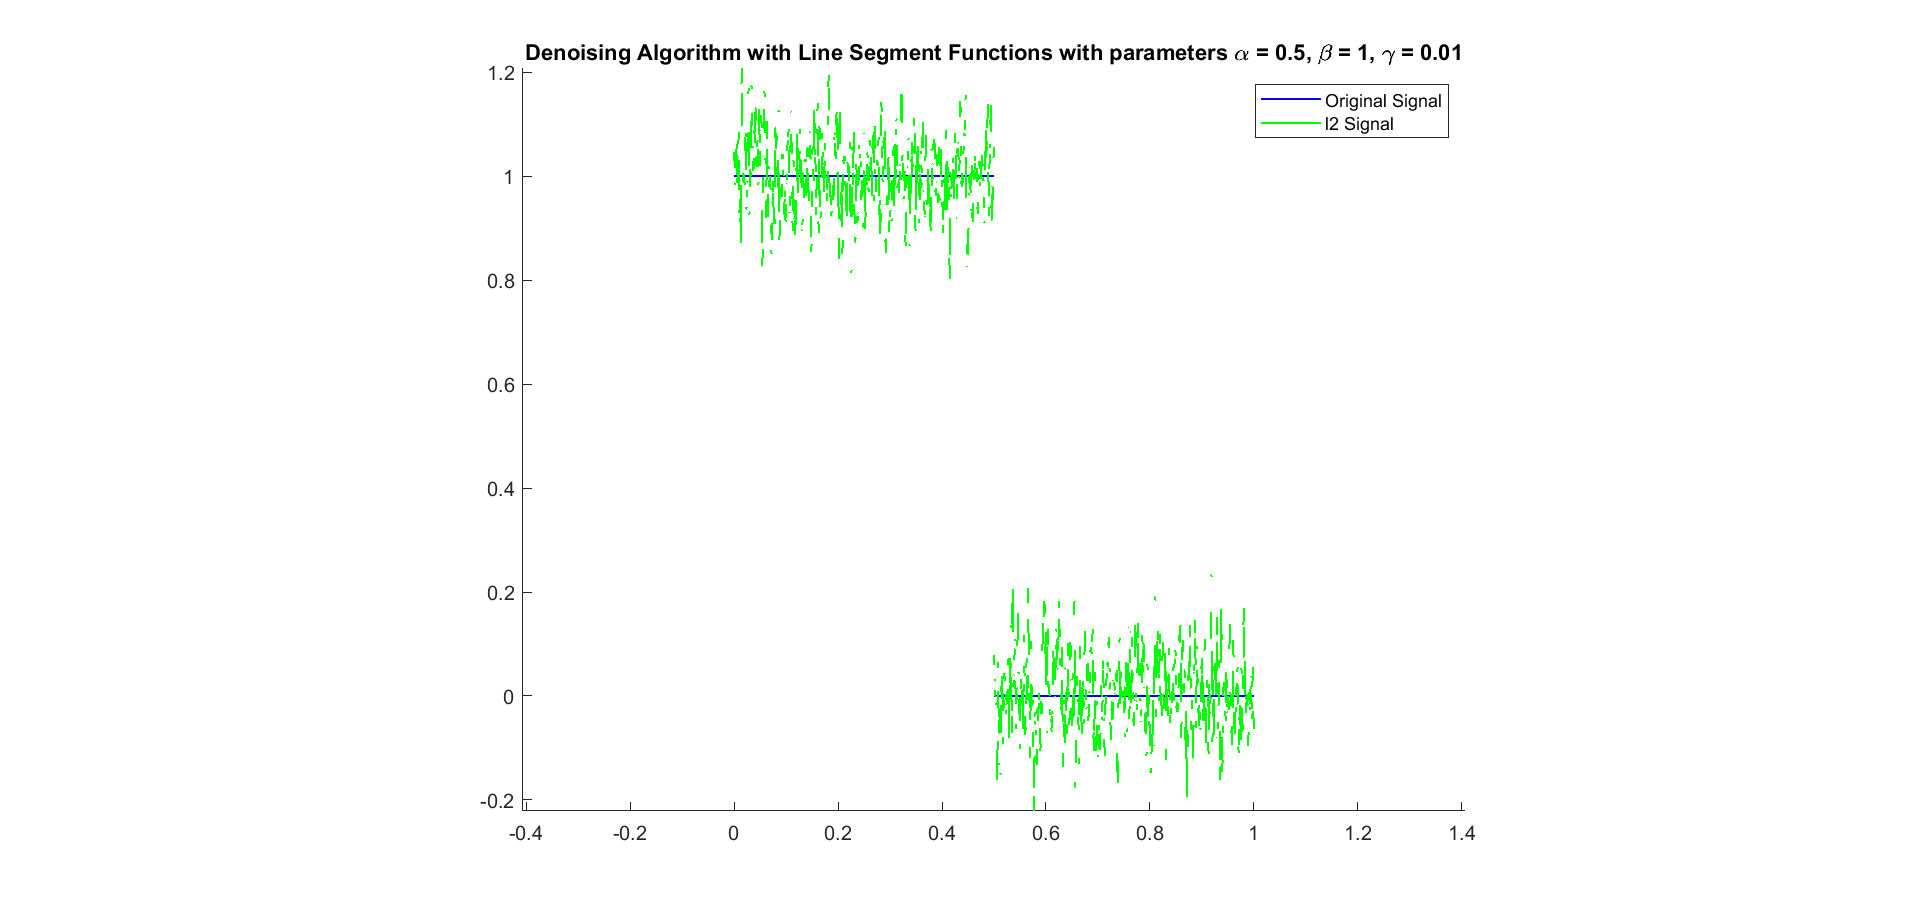 Denoising Algorithm with Line Segment Functions with parameters α = 0.5, β = 1, γ = 0.01
Original Signal
l2 Signal
1.2
1
0.8
0.6
0.4
0.2
0
-0.2
-0.4 -0.2 0 0.2 0.4 0.6 0.8 1 1.2 1.4